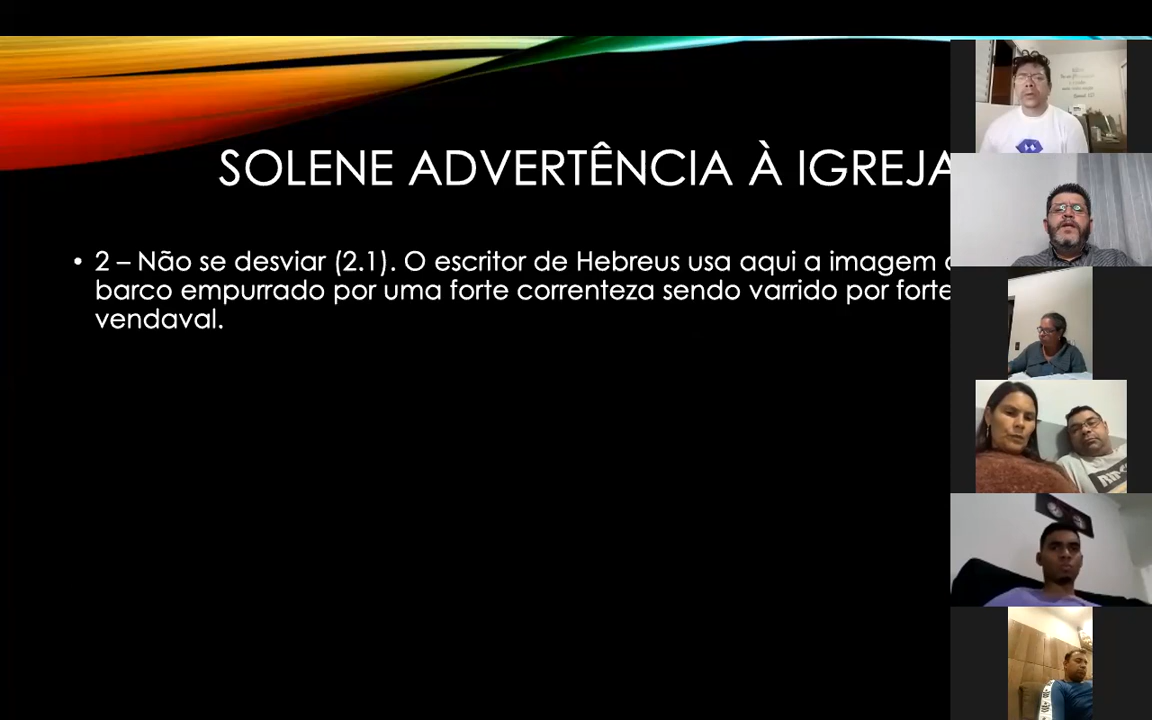 SOLENE ADVERTÊNCIA À IGREJA
• 2 – Não se desviar (2.1). O escritor de Hebreus usa aqui a imagem
barco empurrado por uma forte correnteza sendo varrido por forte
vendaval.